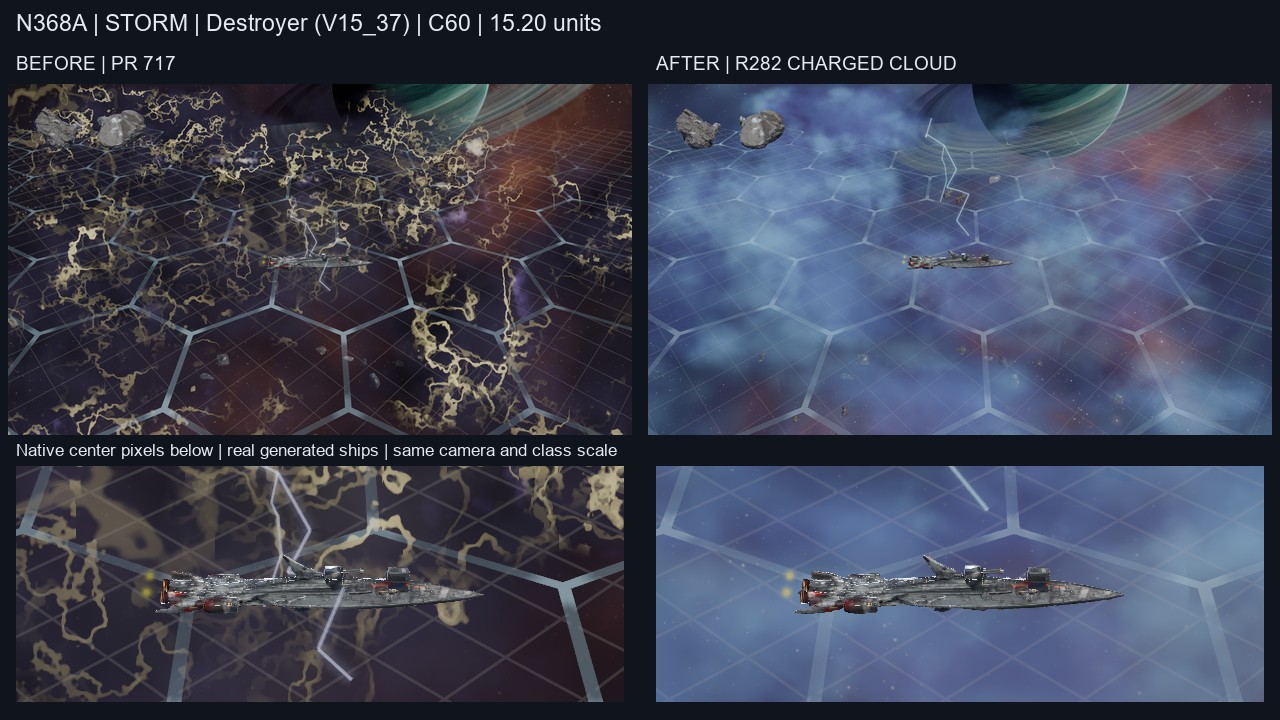 N368A | STORM | Destroyer (V15_37) | C60 | 15.20 units
BEFORE | PR 717
AFTER | R282 CHARGED CLOUD
Native center pixels below | real generated ships | same camera and class scale